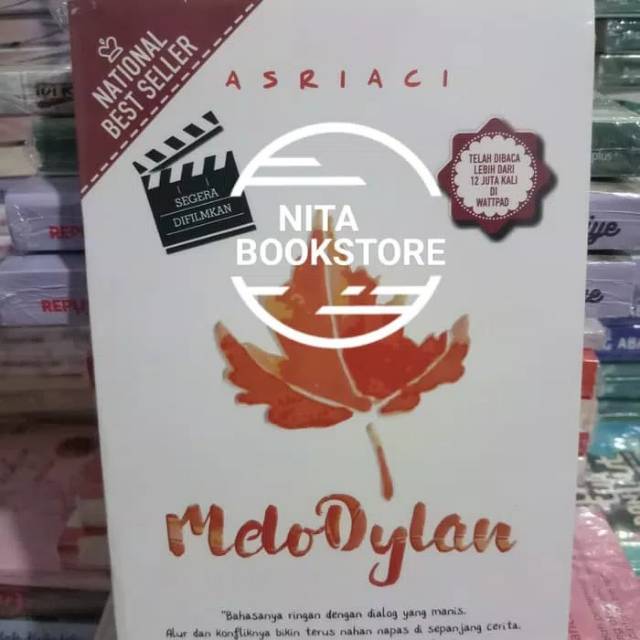 NATIONAL
BEST SELLER
ASRIACI
SEGERA
DIFILMKAN
TELAH DIBACA
LEBIH DARI
12 JUTA KALI
DI
WATTPAD
NITA
BOOKSTORE
MeloDylan
"Bahasanya ringan dengan dialog yang manis.
Alur dan konfliknya bikin terus nahan napas di sepanjang cerita.